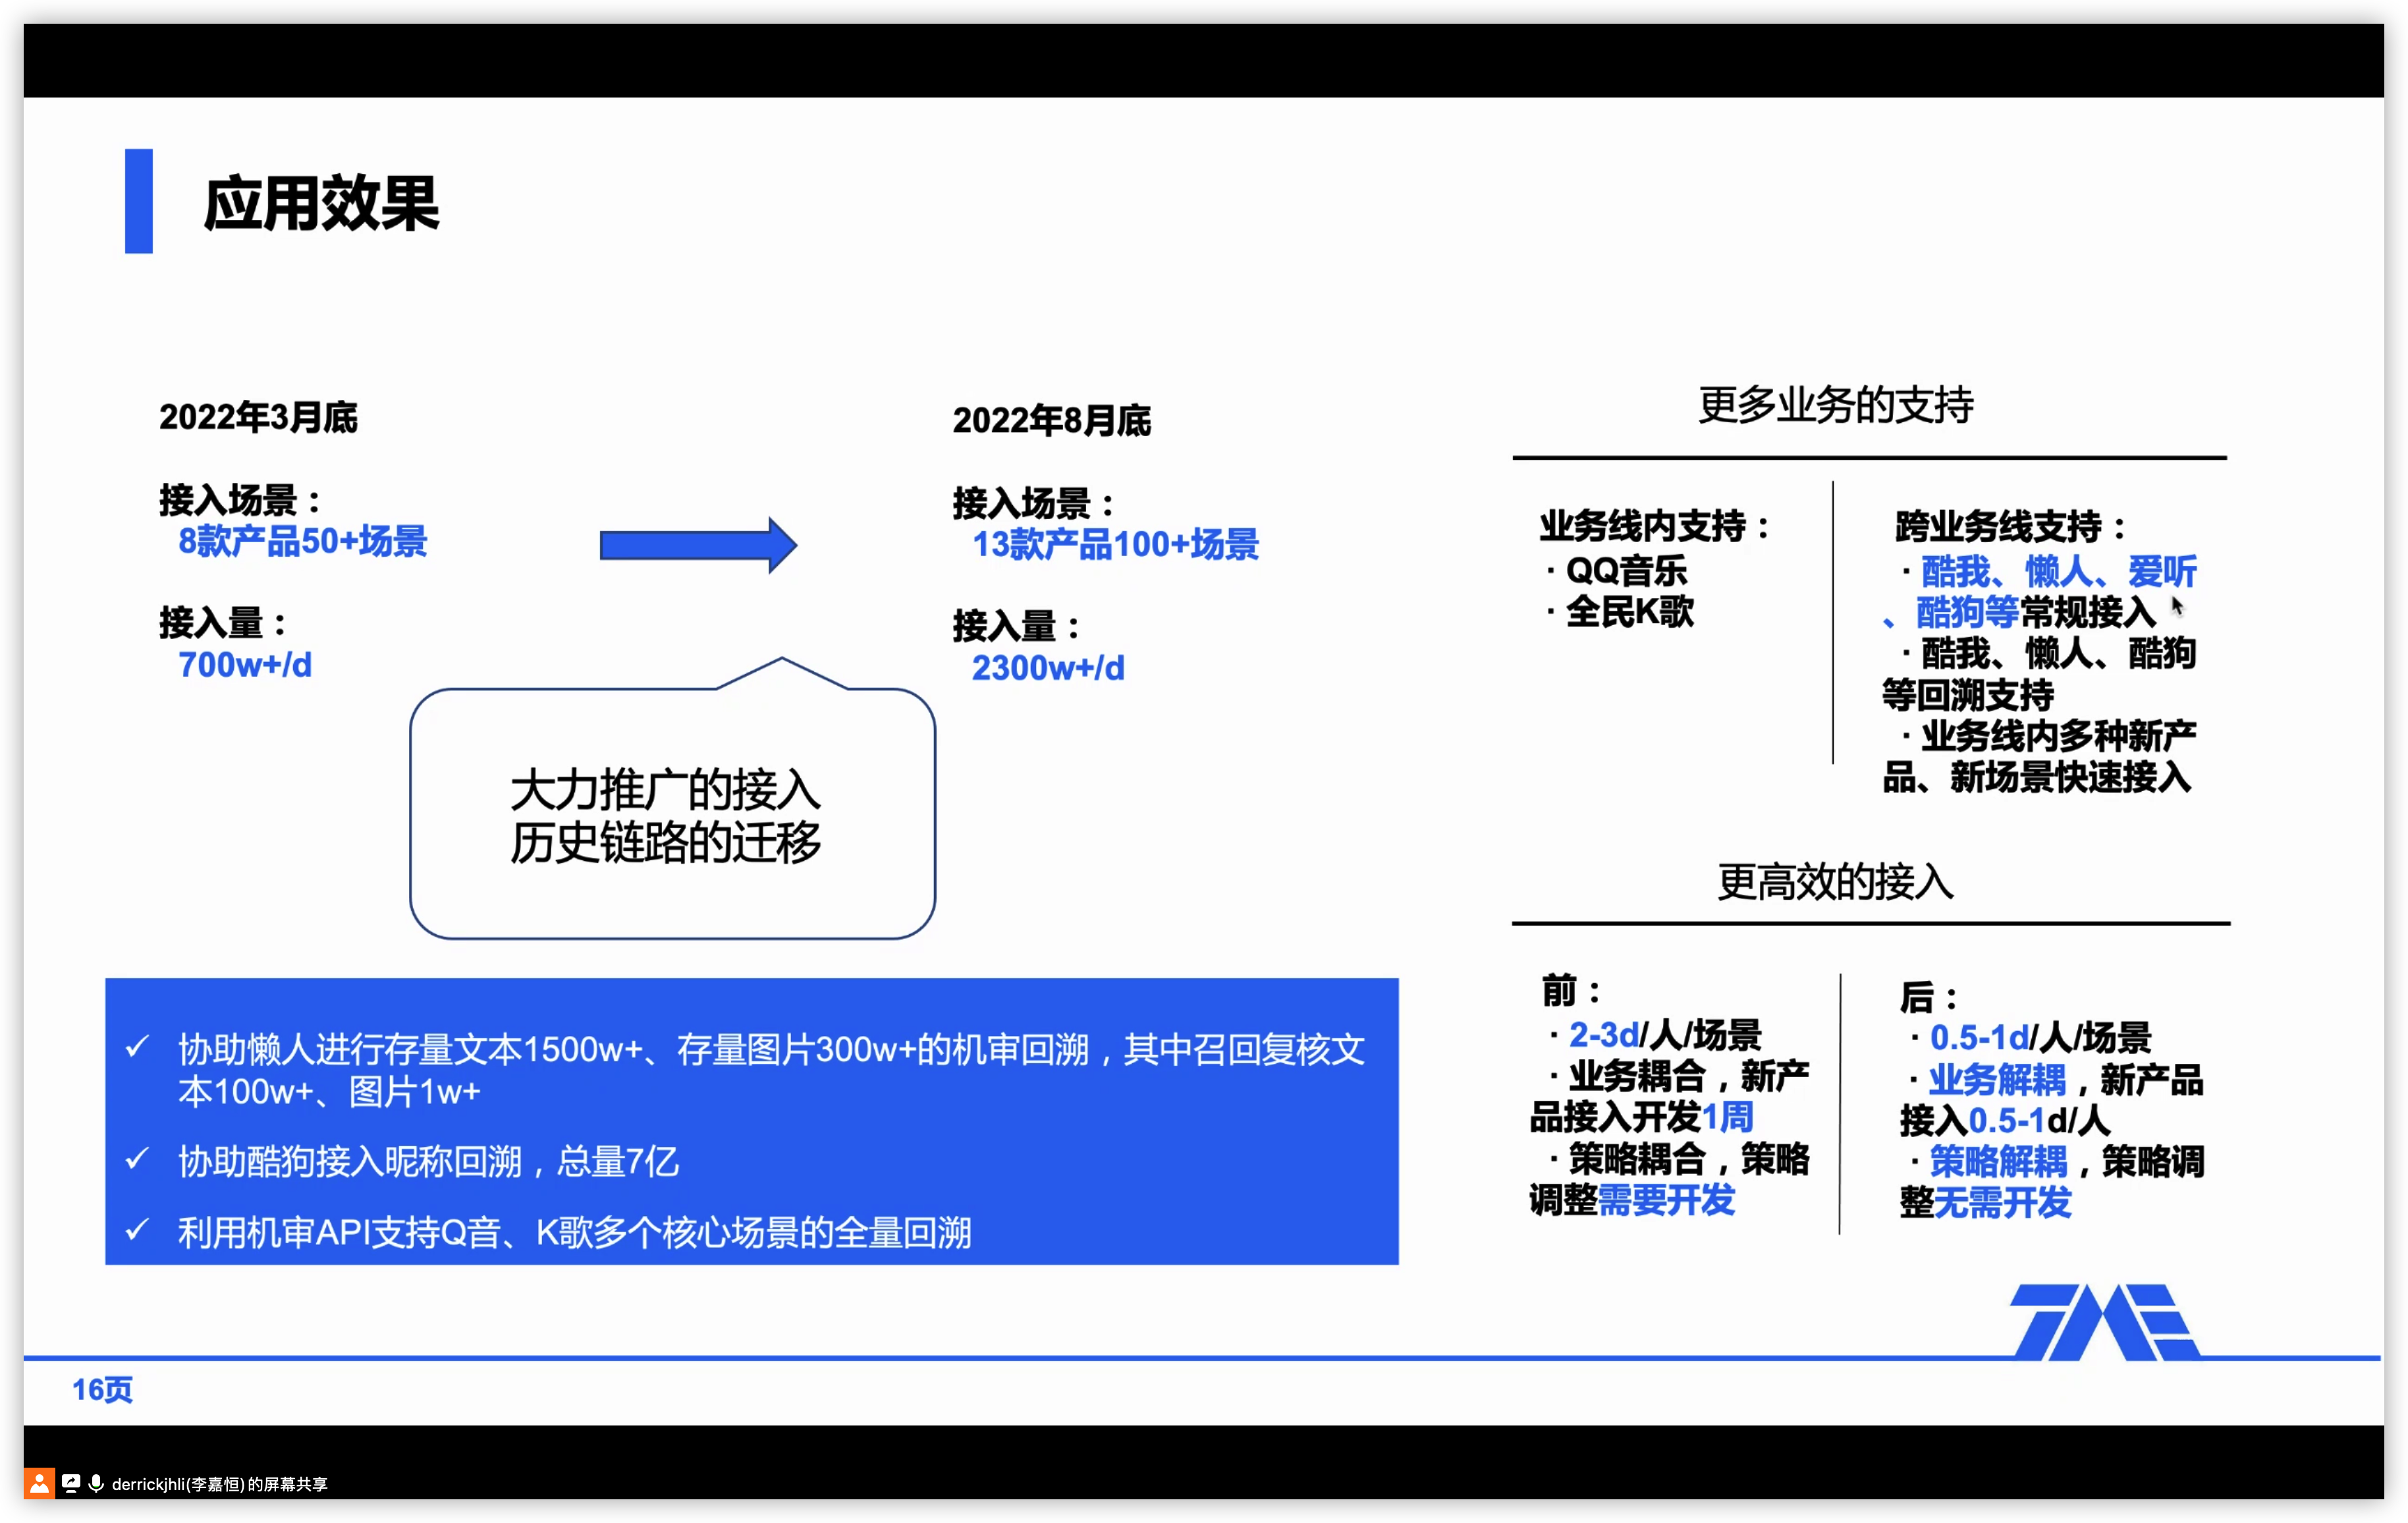 应用效果
2022年3月底
接入场景：
8款产品50+场景
接入量：
700w+/d
2022年8月底
接入场景：
13款产品100+场景
接入量：
2300w+/d
大力推广的接入
历史链路的迁移
✓ 协助懒人进行存量文本1500w+、存量图片300w+的机审回溯，其中召回复核文
本100w+、图片1w+
✓ 协助酷狗接入昵称回溯，总量7亿
✓ 利用机审API支持Q音、K歌多个核心场景的全量回溯
更多业务的支持
业务线内支持：
· QQ音乐
· 全民K歌
跨业务线支持：
· 酷我、懒人、爱听
、酷狗等常规接入
· 酷我、懒人、酷狗
等回溯支持
· 业务线内多种新产
品、新场景快速接入
更高效的接入
前：
· 2-3d/人/场景
· 业务耦合，新产
品接入开发1周
· 策略耦合，策略
调整需要开发
后：
· 0.5-1d/人/场景
· 业务解耦，新产品
接入0.5-1d/人
· 策略解耦，策略调
整无需开发
TME
16页
derrickjhli(李嘉恒)的屏幕共享